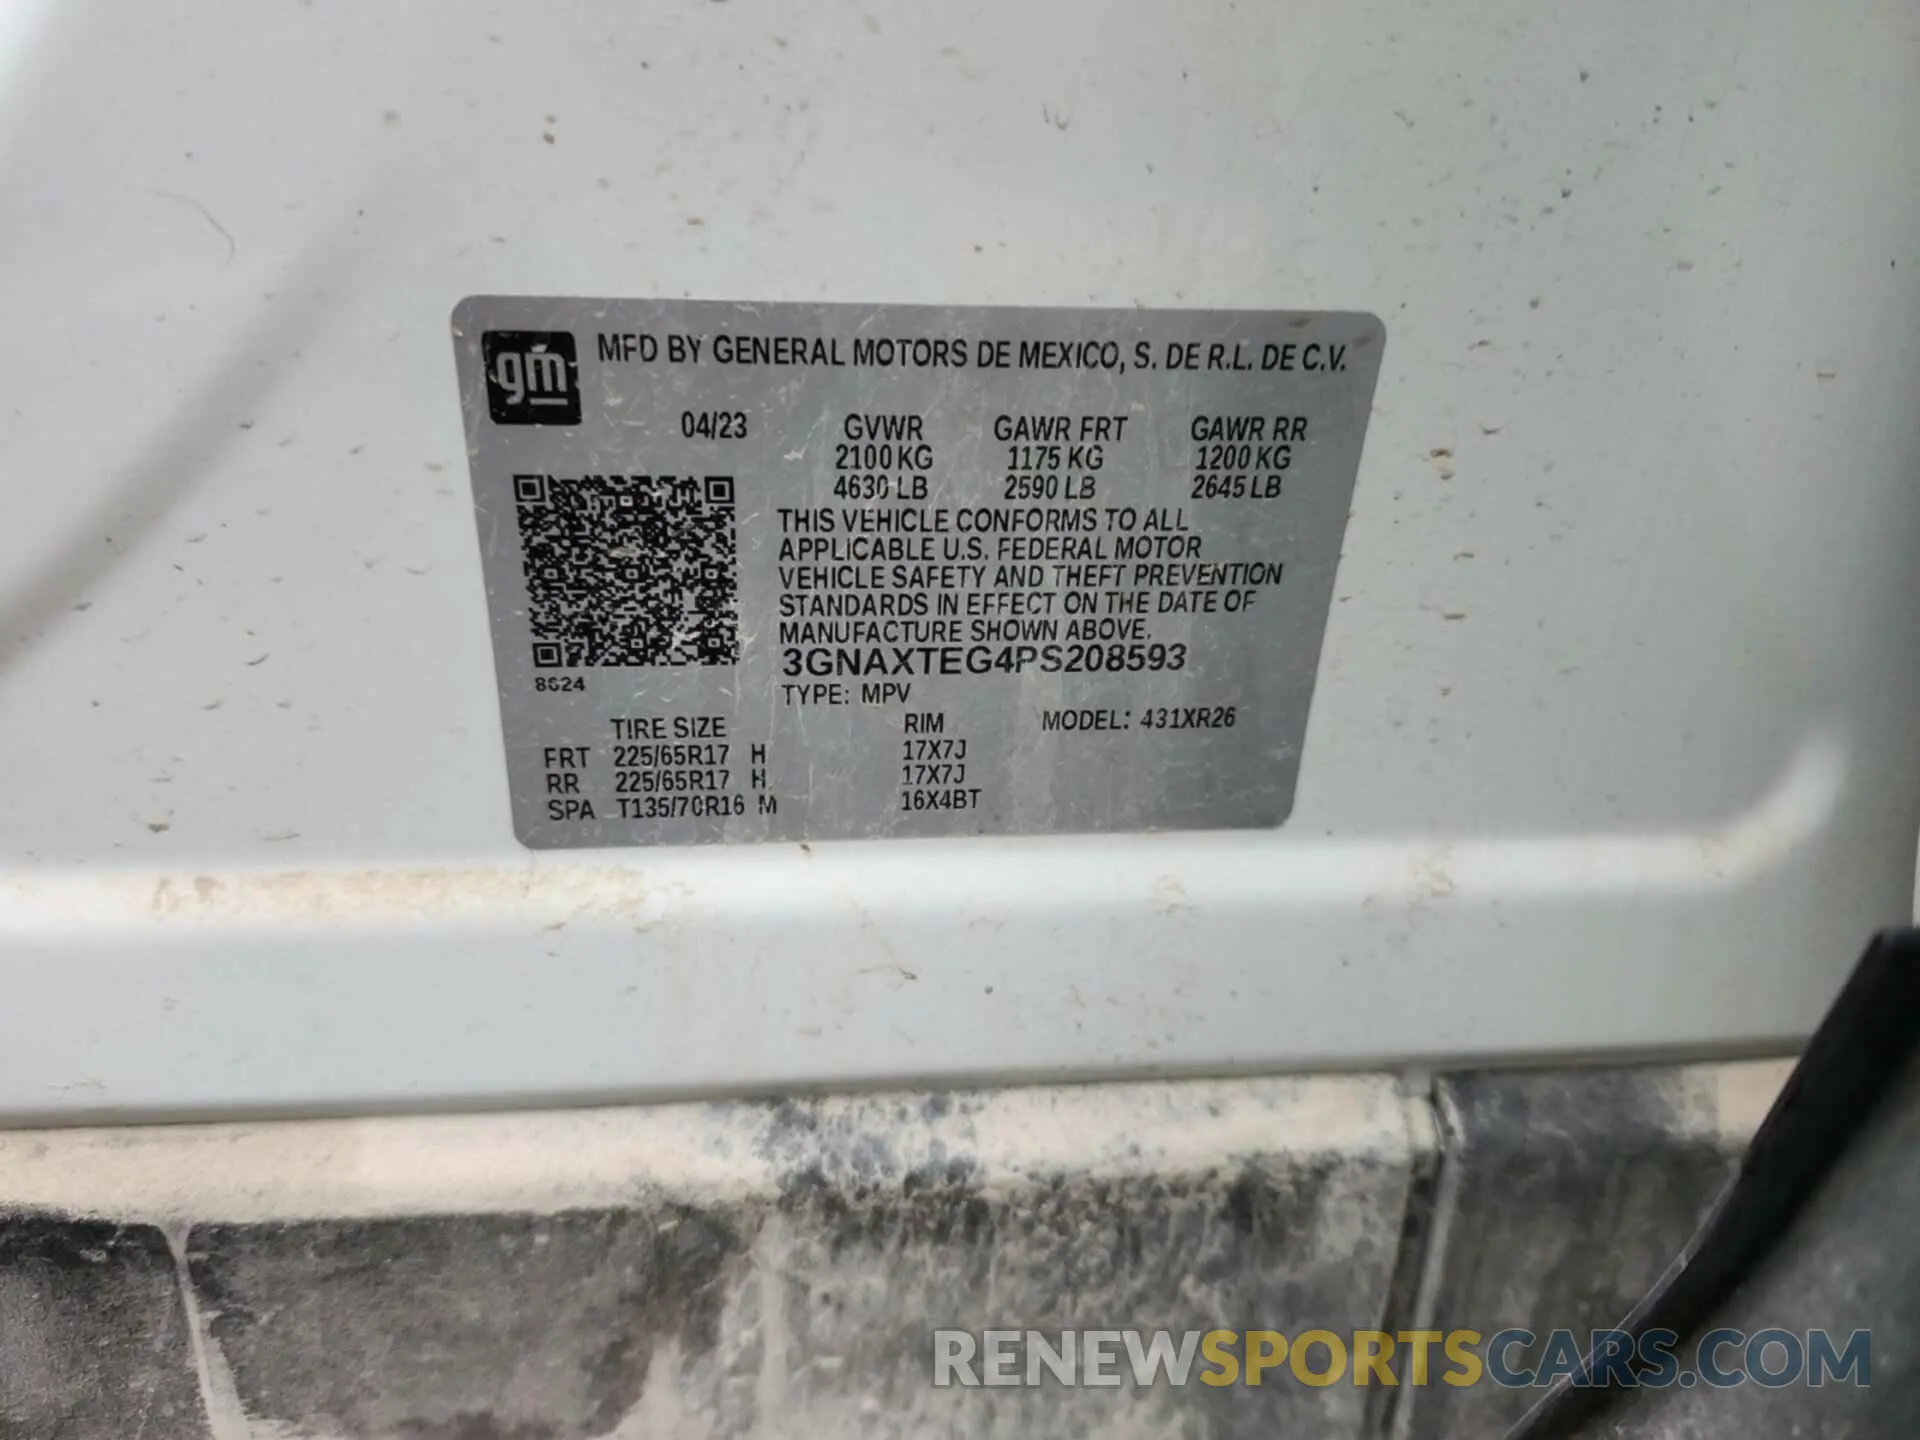 gm
MFD BY GENERAL MOTORS DE MEXICO, S. DE R.L. DE C.V.
04/23 GVWR GAWR FRT GAWR RR
2100 KG 1175 KG 1200 KG
4630 LB 2590 LB 2645 LB
THIS VEHICLE CONFORMS TO ALL
APPLICABLE U.S. FEDERAL MOTOR
VEHICLE SAFETY AND THEFT PREVENTION
STANDARDS IN EFFECT ON THE DATE OF
MANUFACTURE SHOWN ABOVE.
3GNAXTEG4PS208593
8624
TYPE: MPV
TIRE SIZE RIM MODEL: 431XR26
FRT 225/65R17 H 17X7J
RR 225/65R17 H 17X7J
SPA T135/70R16 M 16X4BT
RENEWSPORTSCARS.COM